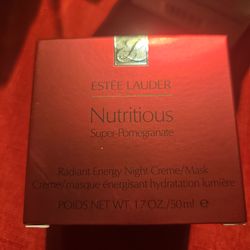 ESTÉE LAUDER
Nutritious
Super-Pomegranate
Radiant Energy Night Creme/Mask
Crème/masque énergisant hydratation lumière
POIDS NET WT. 1.7 OZ./50ml ℮